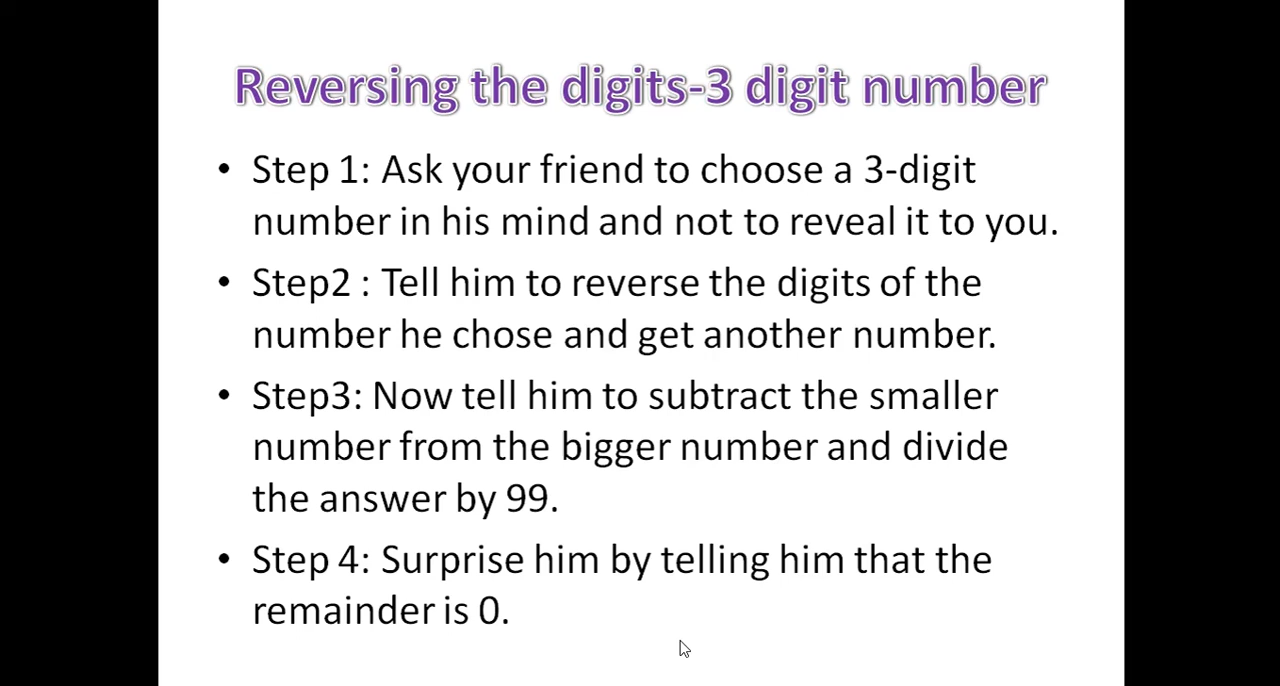 Reversing the digits-3 digit number
• Step 1: Ask your friend to choose a 3-digit
number in his mind and not to reveal it to you.
• Step2 : Tell him to reverse the digits of the
number he chose and get another number.
• Step3: Now tell him to subtract the smaller
number from the bigger number and divide
the answer by 99.
• Step 4: Surprise him by telling him that the
remainder is 0.